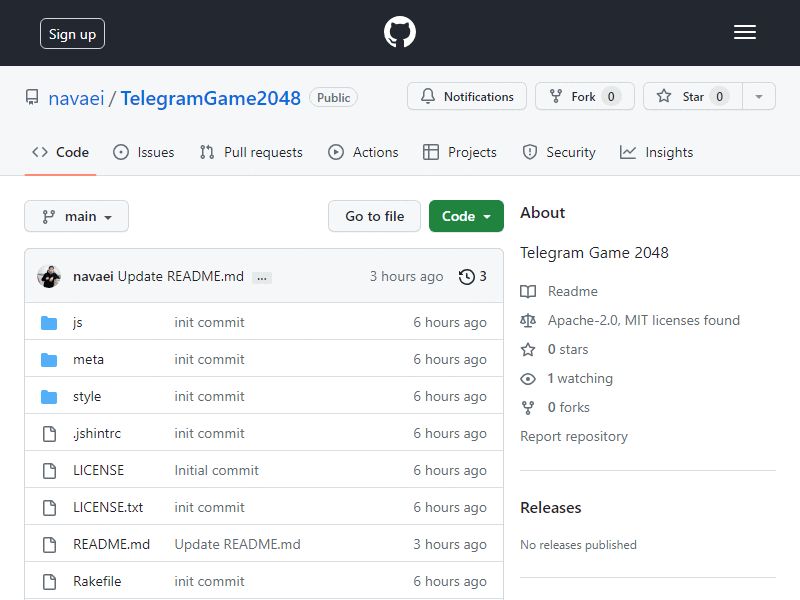 Sign up
navaei / TelegramGame2048 Public
Notifications Fork 0 Star 0
Code Issues Pull requests Actions Projects Security Insights
main Go to file Code
navaei Update README.md ... 3 hours ago 3
js init commit 6 hours ago
meta init commit 6 hours ago
style init commit 6 hours ago
.jshintrc init commit 6 hours ago
LICENSE Initial commit 6 hours ago
LICENSE.txt init commit 6 hours ago
README.md Update README.md 3 hours ago
Rakefile init commit 6 hours ago
About
Telegram Game 2048
Readme
Apache-2.0, MIT licenses found
0 stars
1 watching
0 forks
Report repository
Releases
No releases published